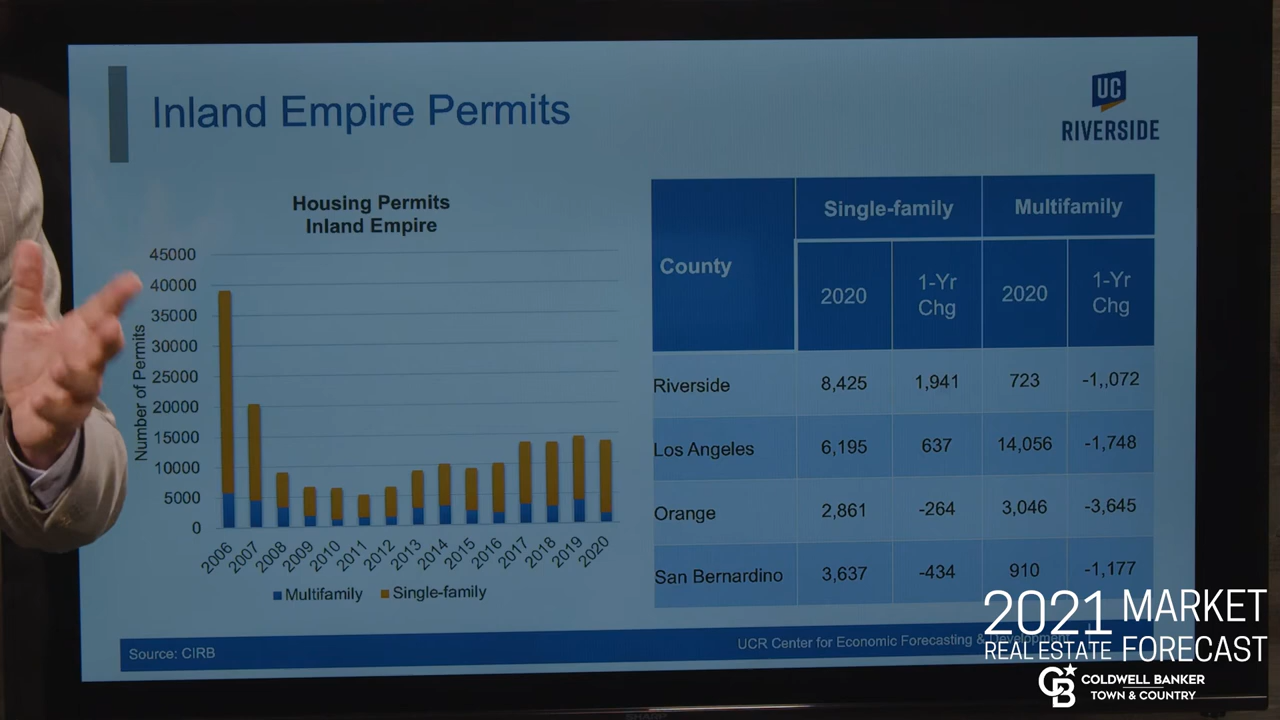 Inland Empire Permits
UC
RIVERSIDE
Housing Permits
Inland Empire
Number of Permits
45000
40000
35000
30000
25000
20000
15000
10000
5000
0
2006 2007 2008 2009 2010 2011 2012 2013 2014 2015 2016 2017 2018 2019 2020
Multifamily Single-family
County Single-family Multifamily
2020 1-Yr Chg 2020 1-Yr Chg
Riverside 8,425 1,941 723 -1,,072
Los Angeles 6,195 637 14,056 -1,748
Orange 2,861 -264 3,046 -3,645
San Bernardino 3,637 -434 910 -1,177
Source: CIRB
UCR Center for Economic Forecasting & Development
2021 MARKET
REAL ESTATE FORECAST
CB COLDWELL BANKER
TOWN & COUNTRY
SHARP